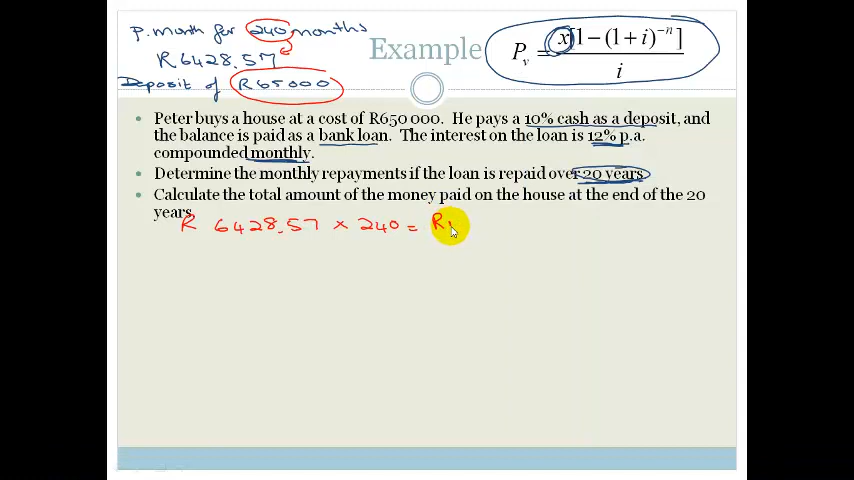 P. month for 240 months
R6428.57
Deposit of R65000
Example
Pv = x[1 − (1 + i)^−n] / i
• Peter buys a house at a cost of R650 000. He pays a 10% cash as a deposit, and
the balance is paid as a bank loan. The interest on the loan is 12% p.a.
compounded monthly.
• Determine the monthly repayments if the loan is repaid over 20 years.
• Calculate the total amount of the money paid on the house at the end of the 20
years.
R 6428.57 × 240 = R1